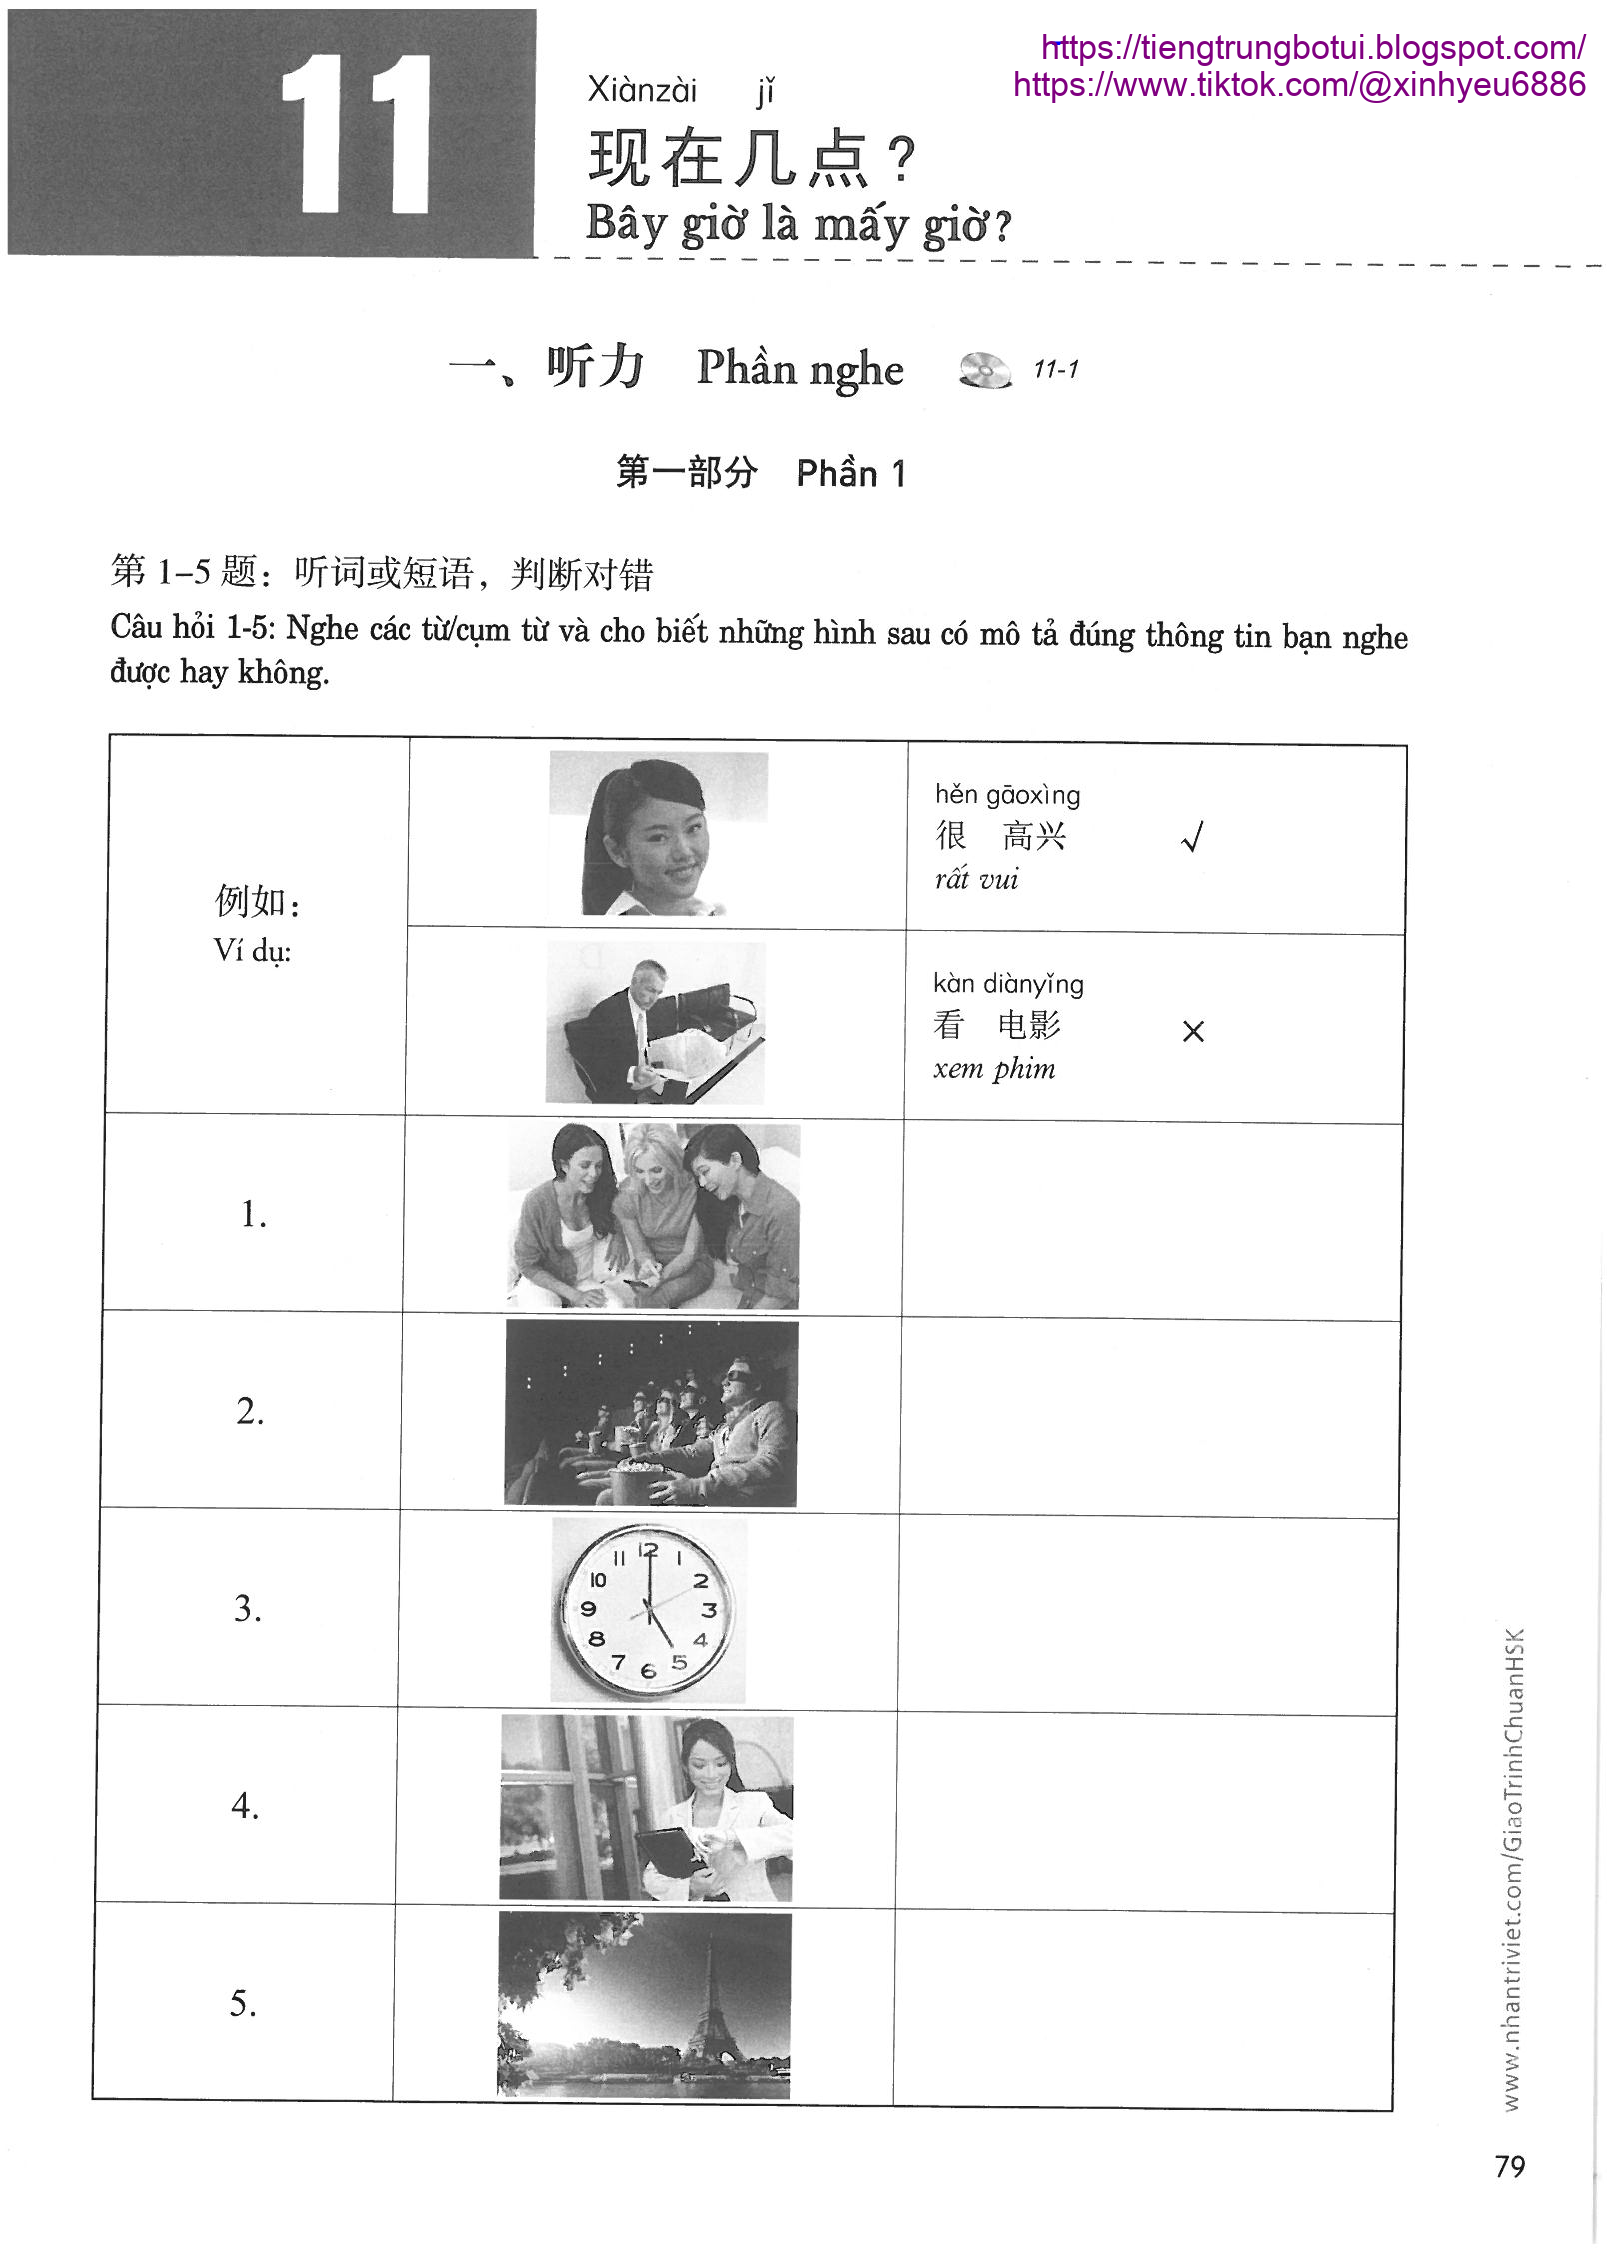 https://tiengtrungbotui.blogspot.com/
https://www.tiktok.com/@xinhyeu6886
11
Xiànzài jǐ
现在几点?
Bây giờ là mấy giờ?
一、听力 Phần nghe 11-1
第一部分 Phần 1
第 1–5 题：听词或短语，判断对错
Câu hỏi 1-5: Nghe các từ/cụm từ và cho biết những hình sau có mô tả đúng thông tin bạn nghe
được hay không.
例如：
Ví dụ:
hěn gāoxìng
很 高兴 √
rất vui
kàn diànyǐng
看 电影 ×
xem phim
1.
2.
3.
11 12 1
10 2
9 3
8 4
7 6 5
4.
5.
www.nhantriviet.com/GiaoTrinhChuanHSK
79